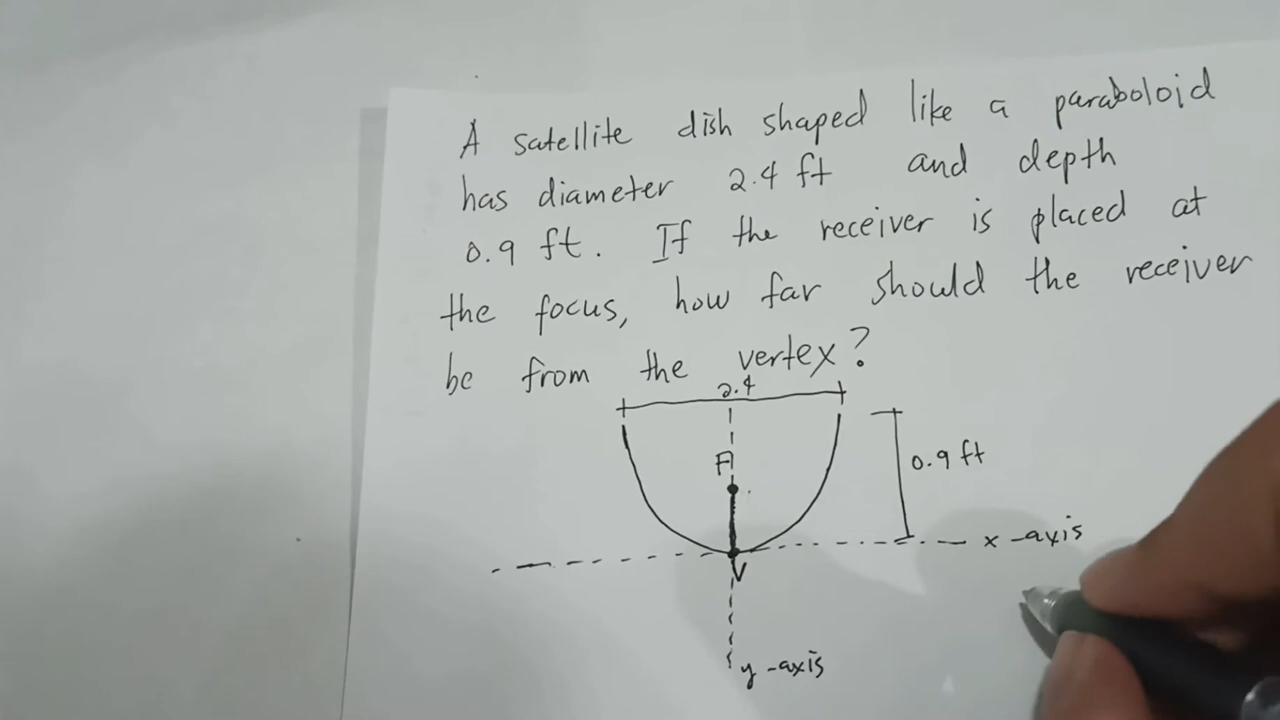 A satellite dish shaped like a paraboloid
has diameter 2.4 ft and depth
0.9 ft. If the receiver is placed at
the focus, how far should the receiver
be from the vertex?
2.4
F
0.9 ft
x-axis
V
y-axis